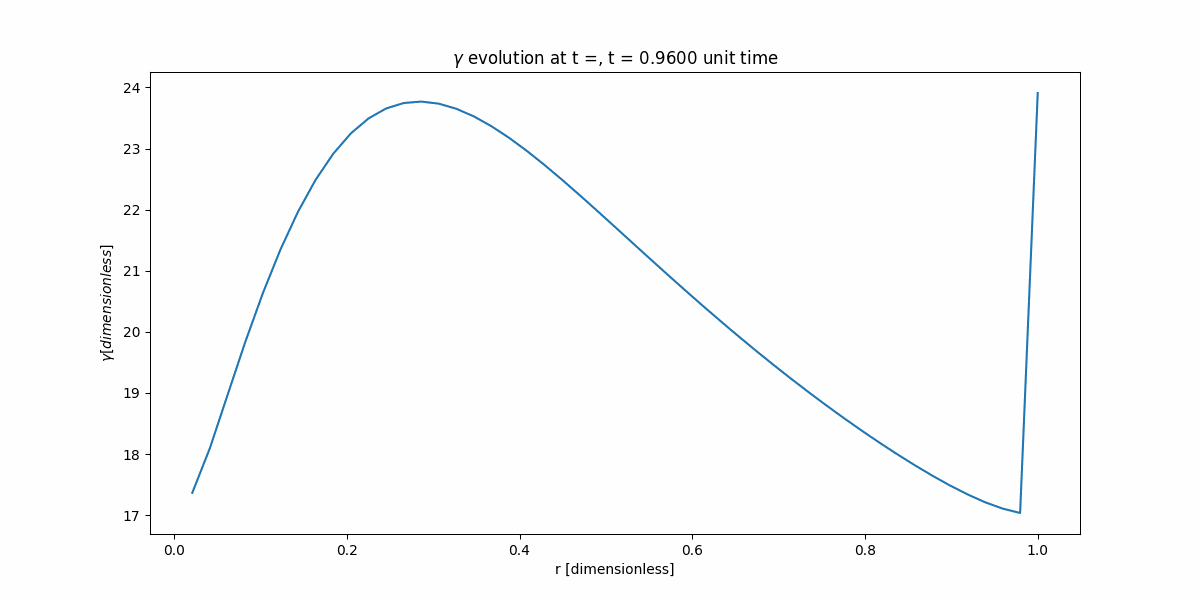 γ evolution at t =, t = 0.9600 unit time
24
23
22
21
20
19
18
17
γ[dimensionless]
0.0 0.2 0.4 0.6 0.8 1.0
r [dimensionless]